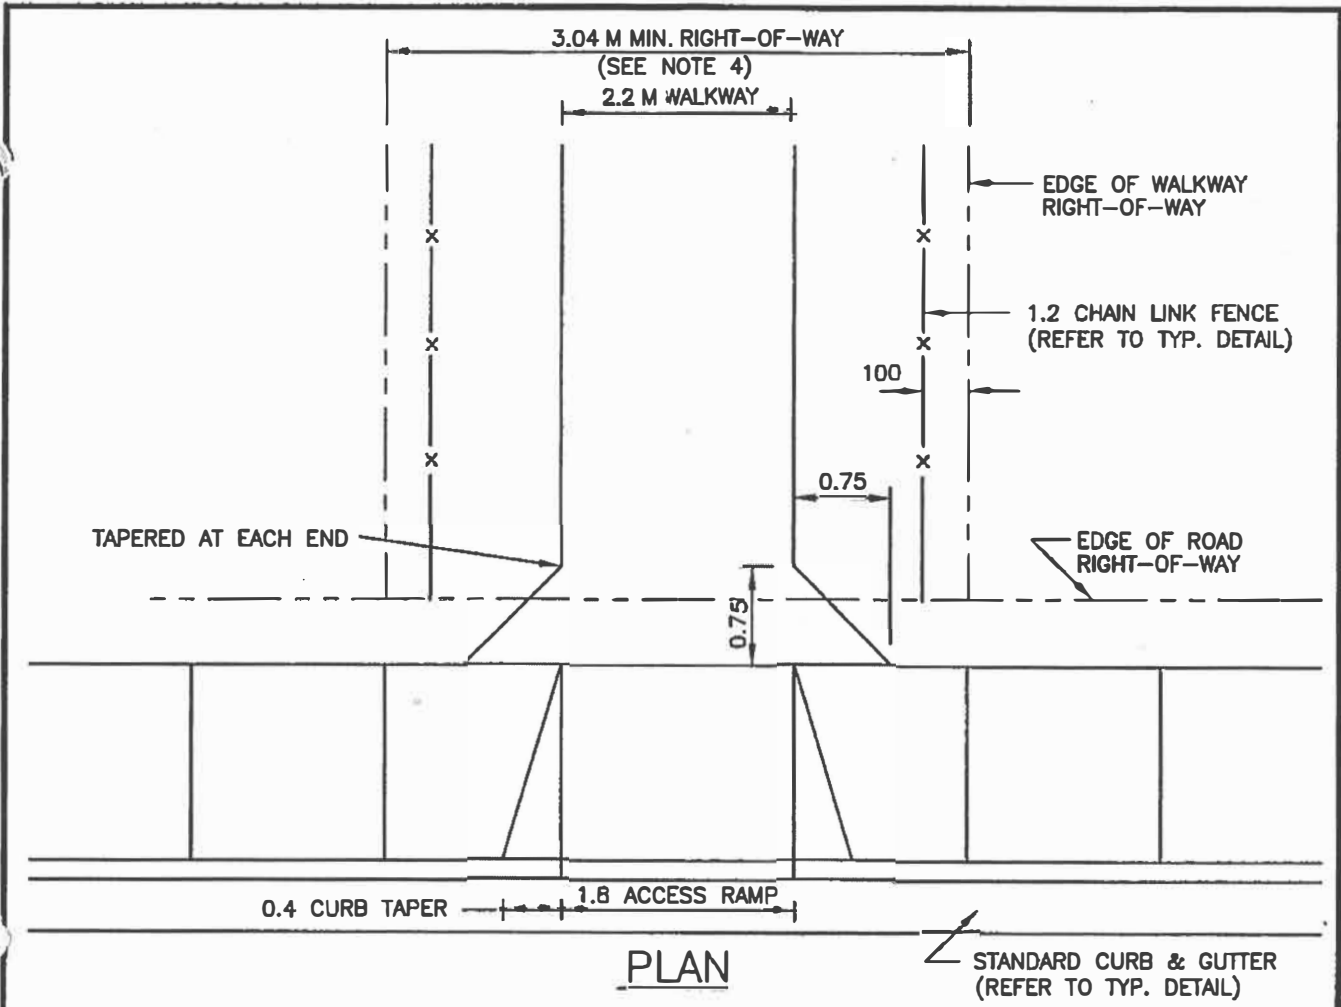 3.04 M MIN. RIGHT-OF-WAY
(SEE NOTE 4)
2.2 M WALKWAY
EDGE OF WALKWAY
RIGHT-OF-WAY
1.2 CHAIN LINK FENCE
(REFER TO TYP. DETAIL)
100
0.75
TAPERED AT EACH END
EDGE OF ROAD
RIGHT-OF-WAY
0.75
0.4 CURB TAPER
1.8 ACCESS RAMP
STANDARD CURB & GUTTER
(REFER TO TYP. DETAIL)
PLAN